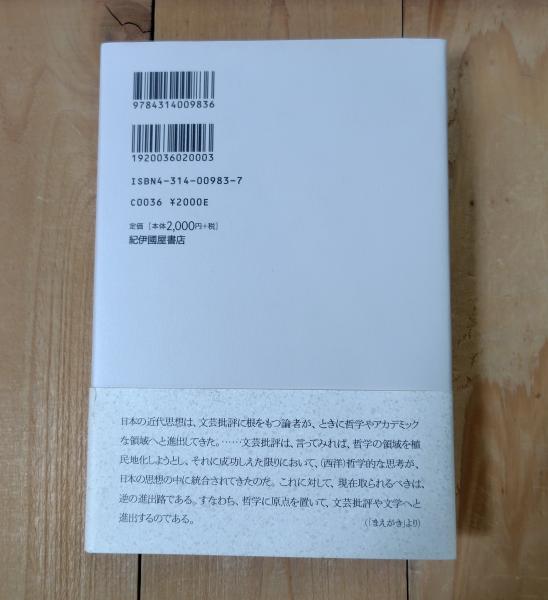 9784314009836
1920036020003
ISBN4-314-00983-7
C0036 ¥2000E
定価 [本体2,000円+税]
紀伊國屋書店
日本の近代思想は、文芸批評に根をもつ論者が、ときに哲学やアカデミック
な領域へと進出してきた。……文芸批評は、言ってみれば、哲学の領域を植
民地化しようとし、それに成功しえた限りにおいて、(西洋)哲学的な思考が、
日本の思想の中に統合されてきたのだ。これに対して、現在取られるべきは、
逆の進出路である。すなわち、哲学に原点を置いて、文芸批評や文学へと
進出するのである。
(「まえがき」より)